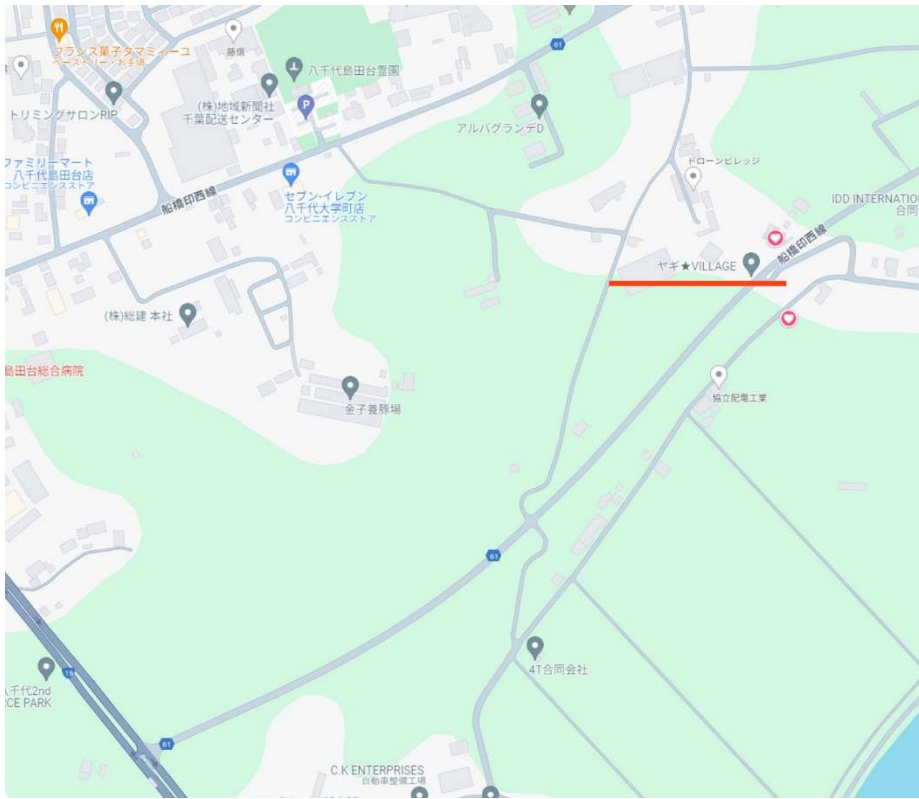 フランス菓子タマミィーユ
ペーストリー・お手頃
藤信
トリミングサロンRIP
(株)地域新聞社
千葉配送センター
八千代島田台霊園
P
61
アルバグランデD
ファミリーマート
八千代島田台店
コンビニエンスストア
船橋印西線
セブン-イレブン
八千代大学町店
コンビニエンスストア
ドローンビレッジ
IDD INTERNATIO
合同
船橋印西線
ヤギ★VILLAGE
(株)総建 本社
島田台総合病院
金子養豚場
協立配電工業
61
4T合同会社
16
八千代2nd
RCE PARK
61
C.K ENTERPRISES
自動車整備工場